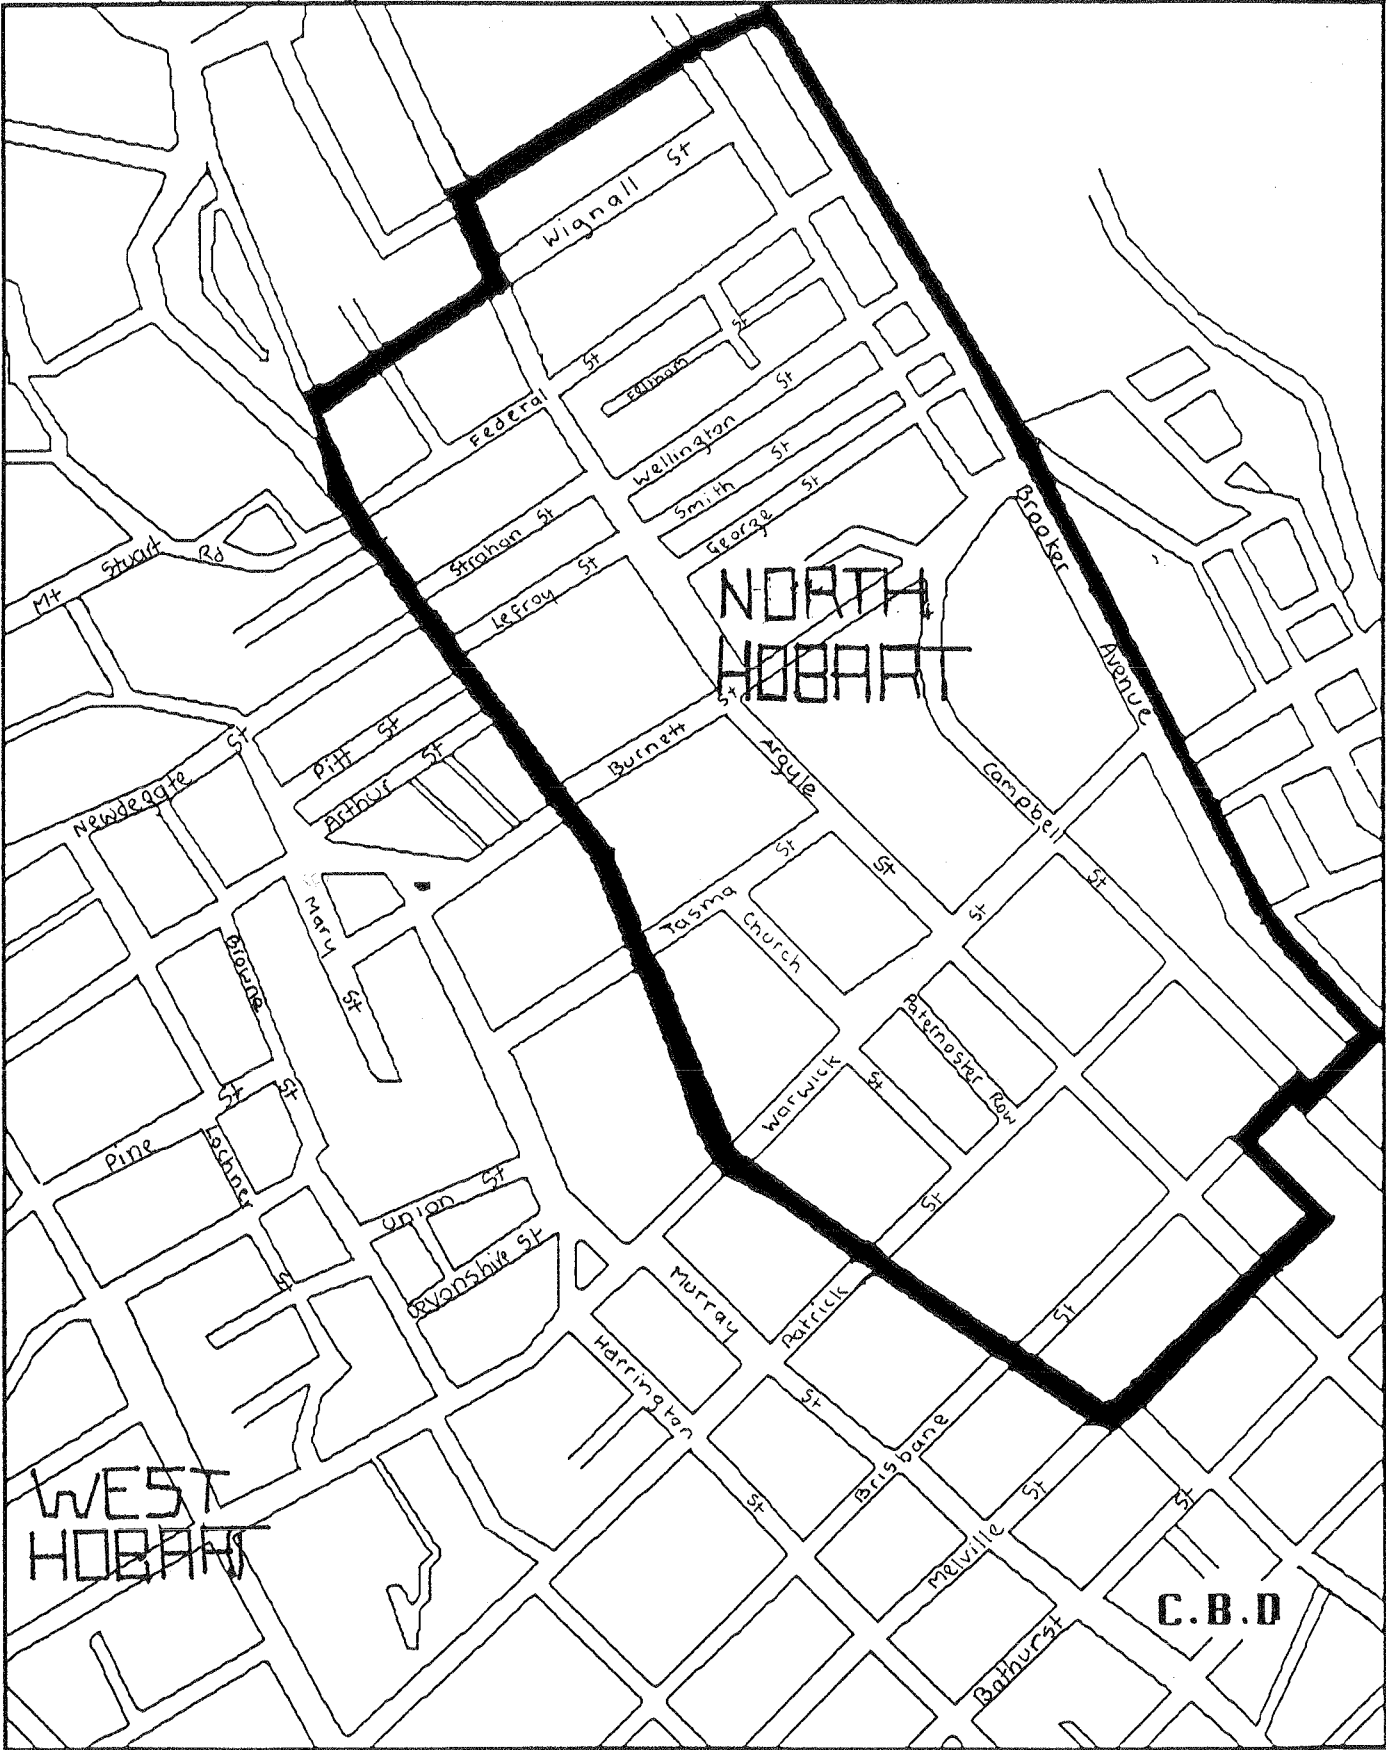 Wignall St
Federal St
Fellham St
Wellington St
Smith St
George St
Strahan St
Lefroy St
Mt Stuart Rd
NORTH
HOBART
Brooker Avenue
Newdegate St
Pitt St
Arthur St
Burnett St
Argyle St
Campbell St
Tasma St
Church St
Mary St
Browne St
Paternoster Row
Warwick St
Pine St
Lochner St
Union St
Devonshire St
Murray St
Patrick St
Harrington St
Brisbane St
Melville St
Bathurst St
WEST
HOBART
C.B.D